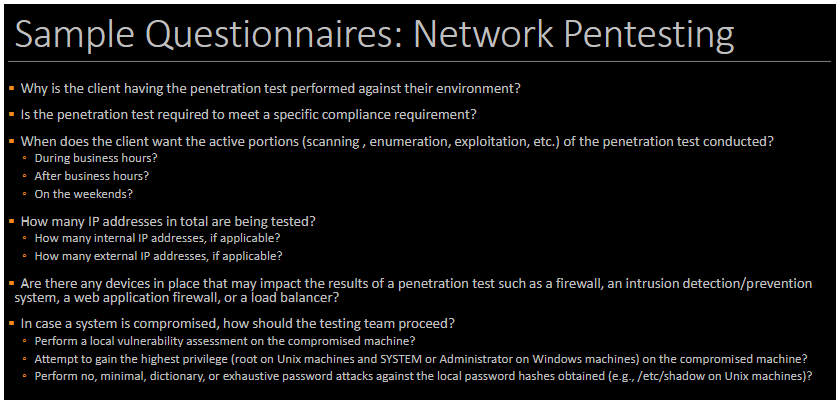 Sample Questionnaires: Network Pentesting
▪ Why is the client having the penetration test performed against their environment?
▪ Is the penetration test required to meet a specific compliance requirement?
▪ When does the client want the active portions (scanning , enumeration, exploitation, etc.) of the penetration test conducted?
▫ During business hours?
▫ After business hours?
▫ On the weekends?
▪ How many IP addresses in total are being tested?
▫ How many internal IP addresses, if applicable?
▫ How many external IP addresses, if applicable?
▪ Are there any devices in place that may impact the results of a penetration test such as a firewall, an intrusion detection/prevention
system, a web application firewall, or a load balancer?
▪ In case a system is compromised, how should the testing team proceed?
▫ Perform a local vulnerability assessment on the compromised machine?
▫ Attempt to gain the highest privilege (root on Unix machines and SYSTEM or Administrator on Windows machines) on the compromised machine?
▫ Perform no, minimal, dictionary, or exhaustive password attacks against the local password hashes obtained (e.g., /etc/shadow on Unix machines)?